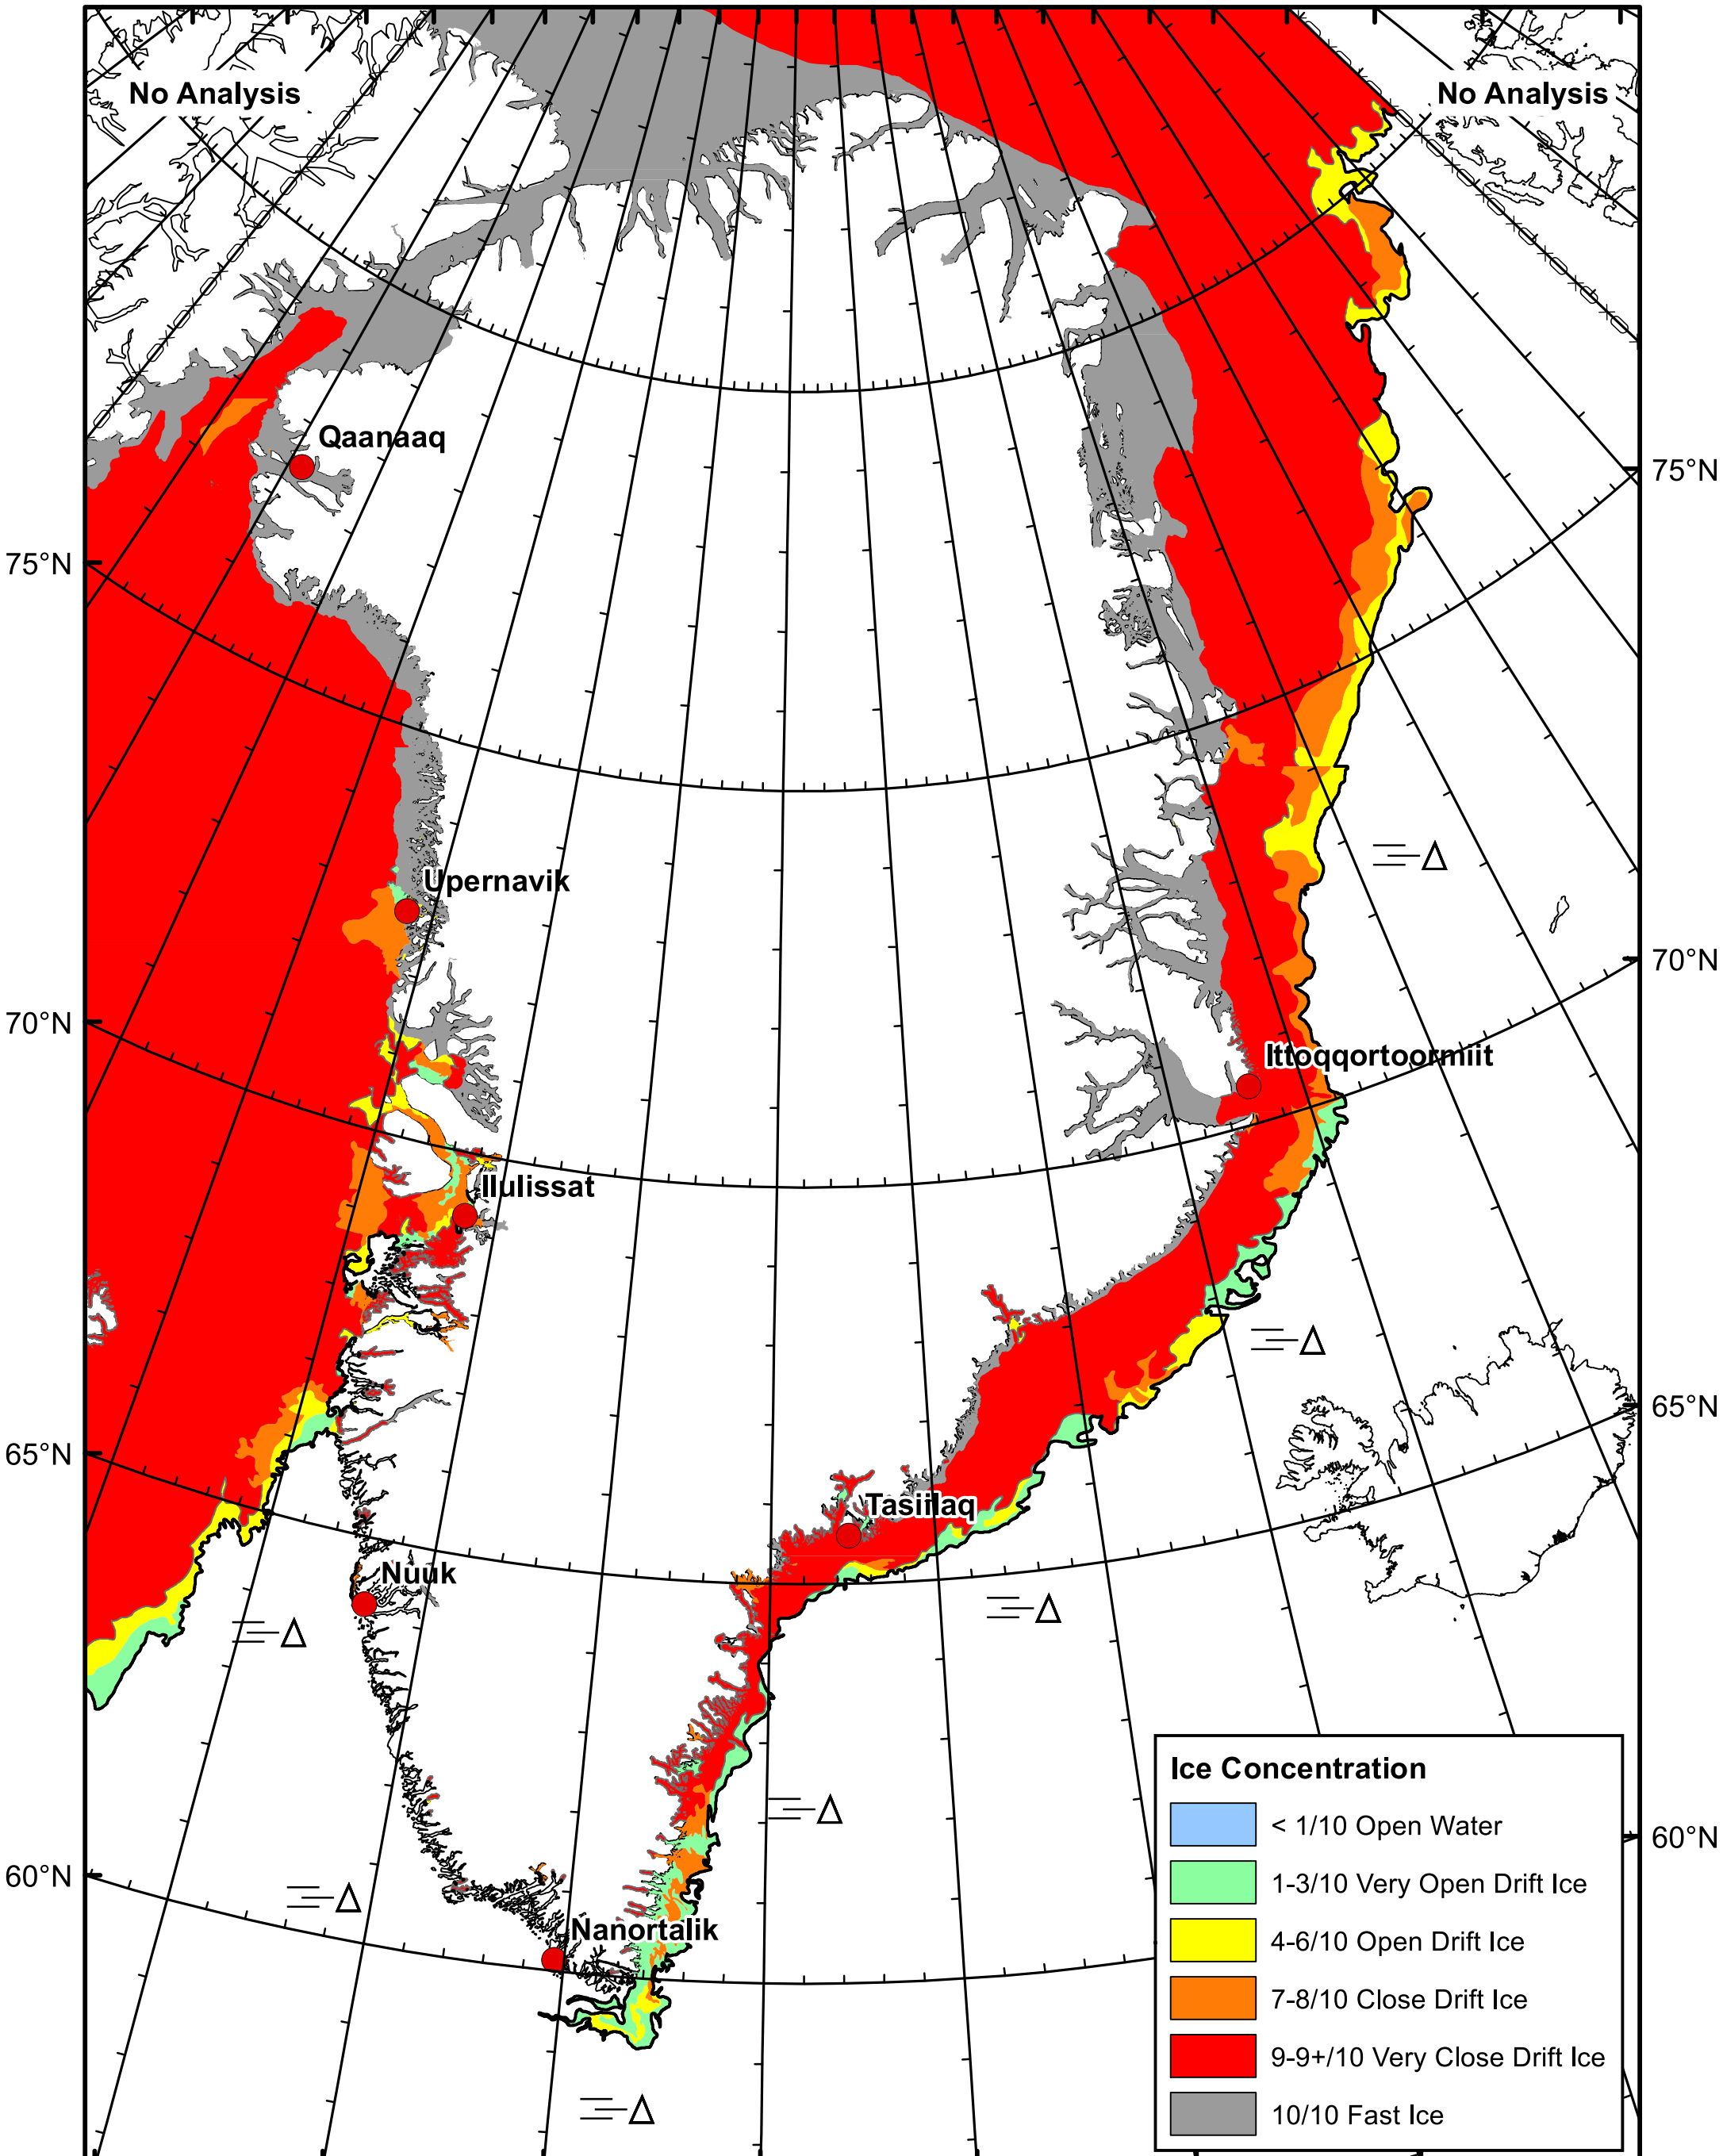 No Analysis
No Analysis
Qaanaaq
75°N
75°N
Upernavik
70°N
70°N
Ittoqqortoormiit
Ilulissat
65°N
65°N
Tasiilaq
Nuuk
60°N
60°N
Nanortalik
Ice Concentration
< 1/10 Open Water
1-3/10 Very Open Drift Ice
4-6/10 Open Drift Ice
7-8/10 Close Drift Ice
9-9+/10 Very Close Drift Ice
10/10 Fast Ice